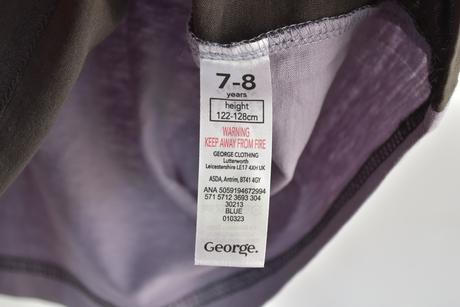 7-8
years
height
122-128cm
WARNING
KEEP AWAY FROM FIRE
GEORGE CLOTHING
Lutterworth
Leicestershire LE17 4XH UK
ASDA, Antrim, BT41 4GY
ANA 5059194672994
571 5712 3693 304
30213
BLUE
010323
George.